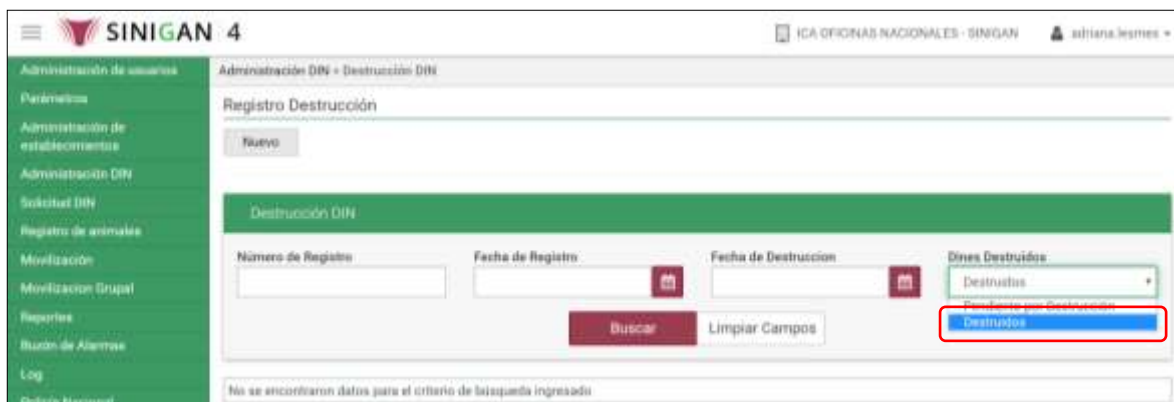 SINIGAN 4
ICA OFICINAS NACIONALES - SINIGAN
adriana.lesmes
Administración de usuarios
Parámetros
Administración de
establecimientos
Administración DIN
Solicitud DIN
Registro de animales
Movilización
Movilizacion Grupal
Reportes
Buzón de Alarmas
Log
Policía Nacional
Administración DIN » Destrucción DIN
Registro Destrucción
Nuevo
Destrucción DIN
Número de Registro
Fecha de Registro
Fecha de Destruccion
Dines Destruidos
Destruidos
Pendiente por Destrucción
Destruidos
Buscar
Limpiar Campos
No se encontraron datos para el criterio de búsqueda ingresado